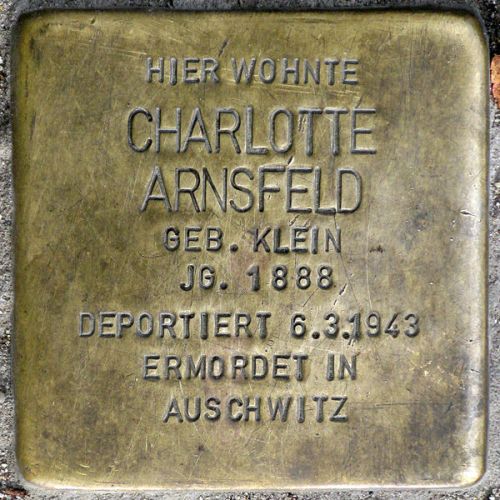 HIER WOHNTE
CHARLOTTE
ARNSFELD
GEB. KLEIN
JG. 1888
DEPORTIERT 6.3.1943
ERMORDET IN
AUSCHWITZ